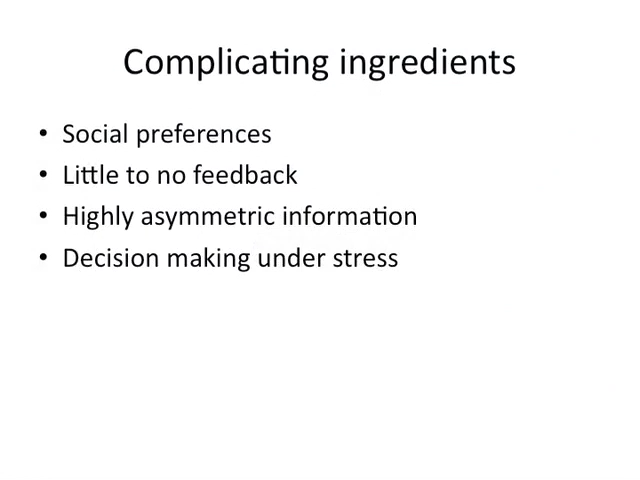 Complicating ingredients
• Social preferences
• Little to no feedback
• Highly asymmetric information
• Decision making under stress